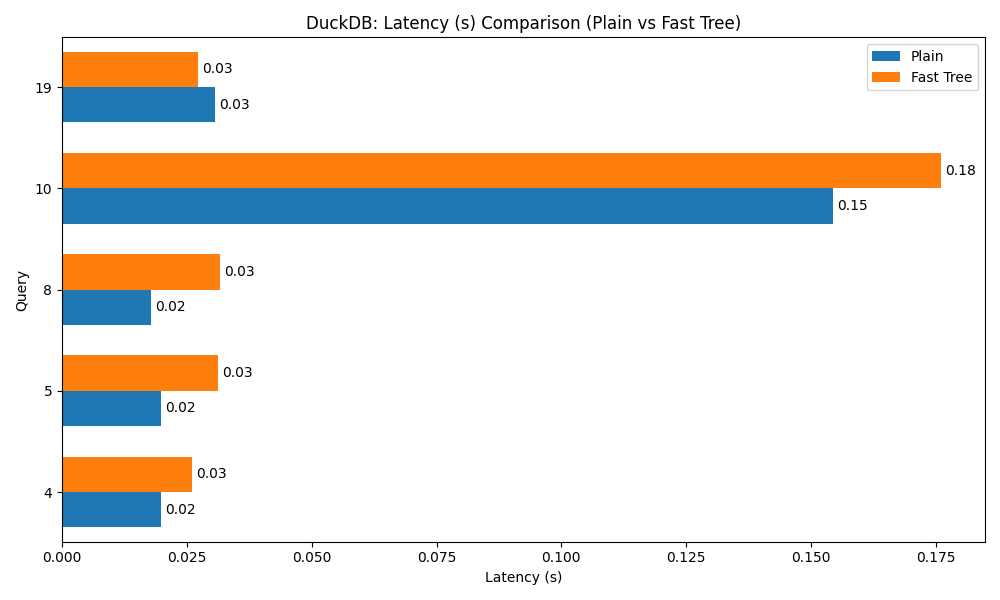 DuckDB: Latency (s) Comparison (Plain vs Fast Tree)
Plain
Fast Tree
19
0.03
0.03
10
0.18
0.15
8
0.03
0.02
5
0.03
0.02
4
0.03
0.02
Query
0.000 0.025 0.050 0.075 0.100 0.125 0.150 0.175
Latency (s)